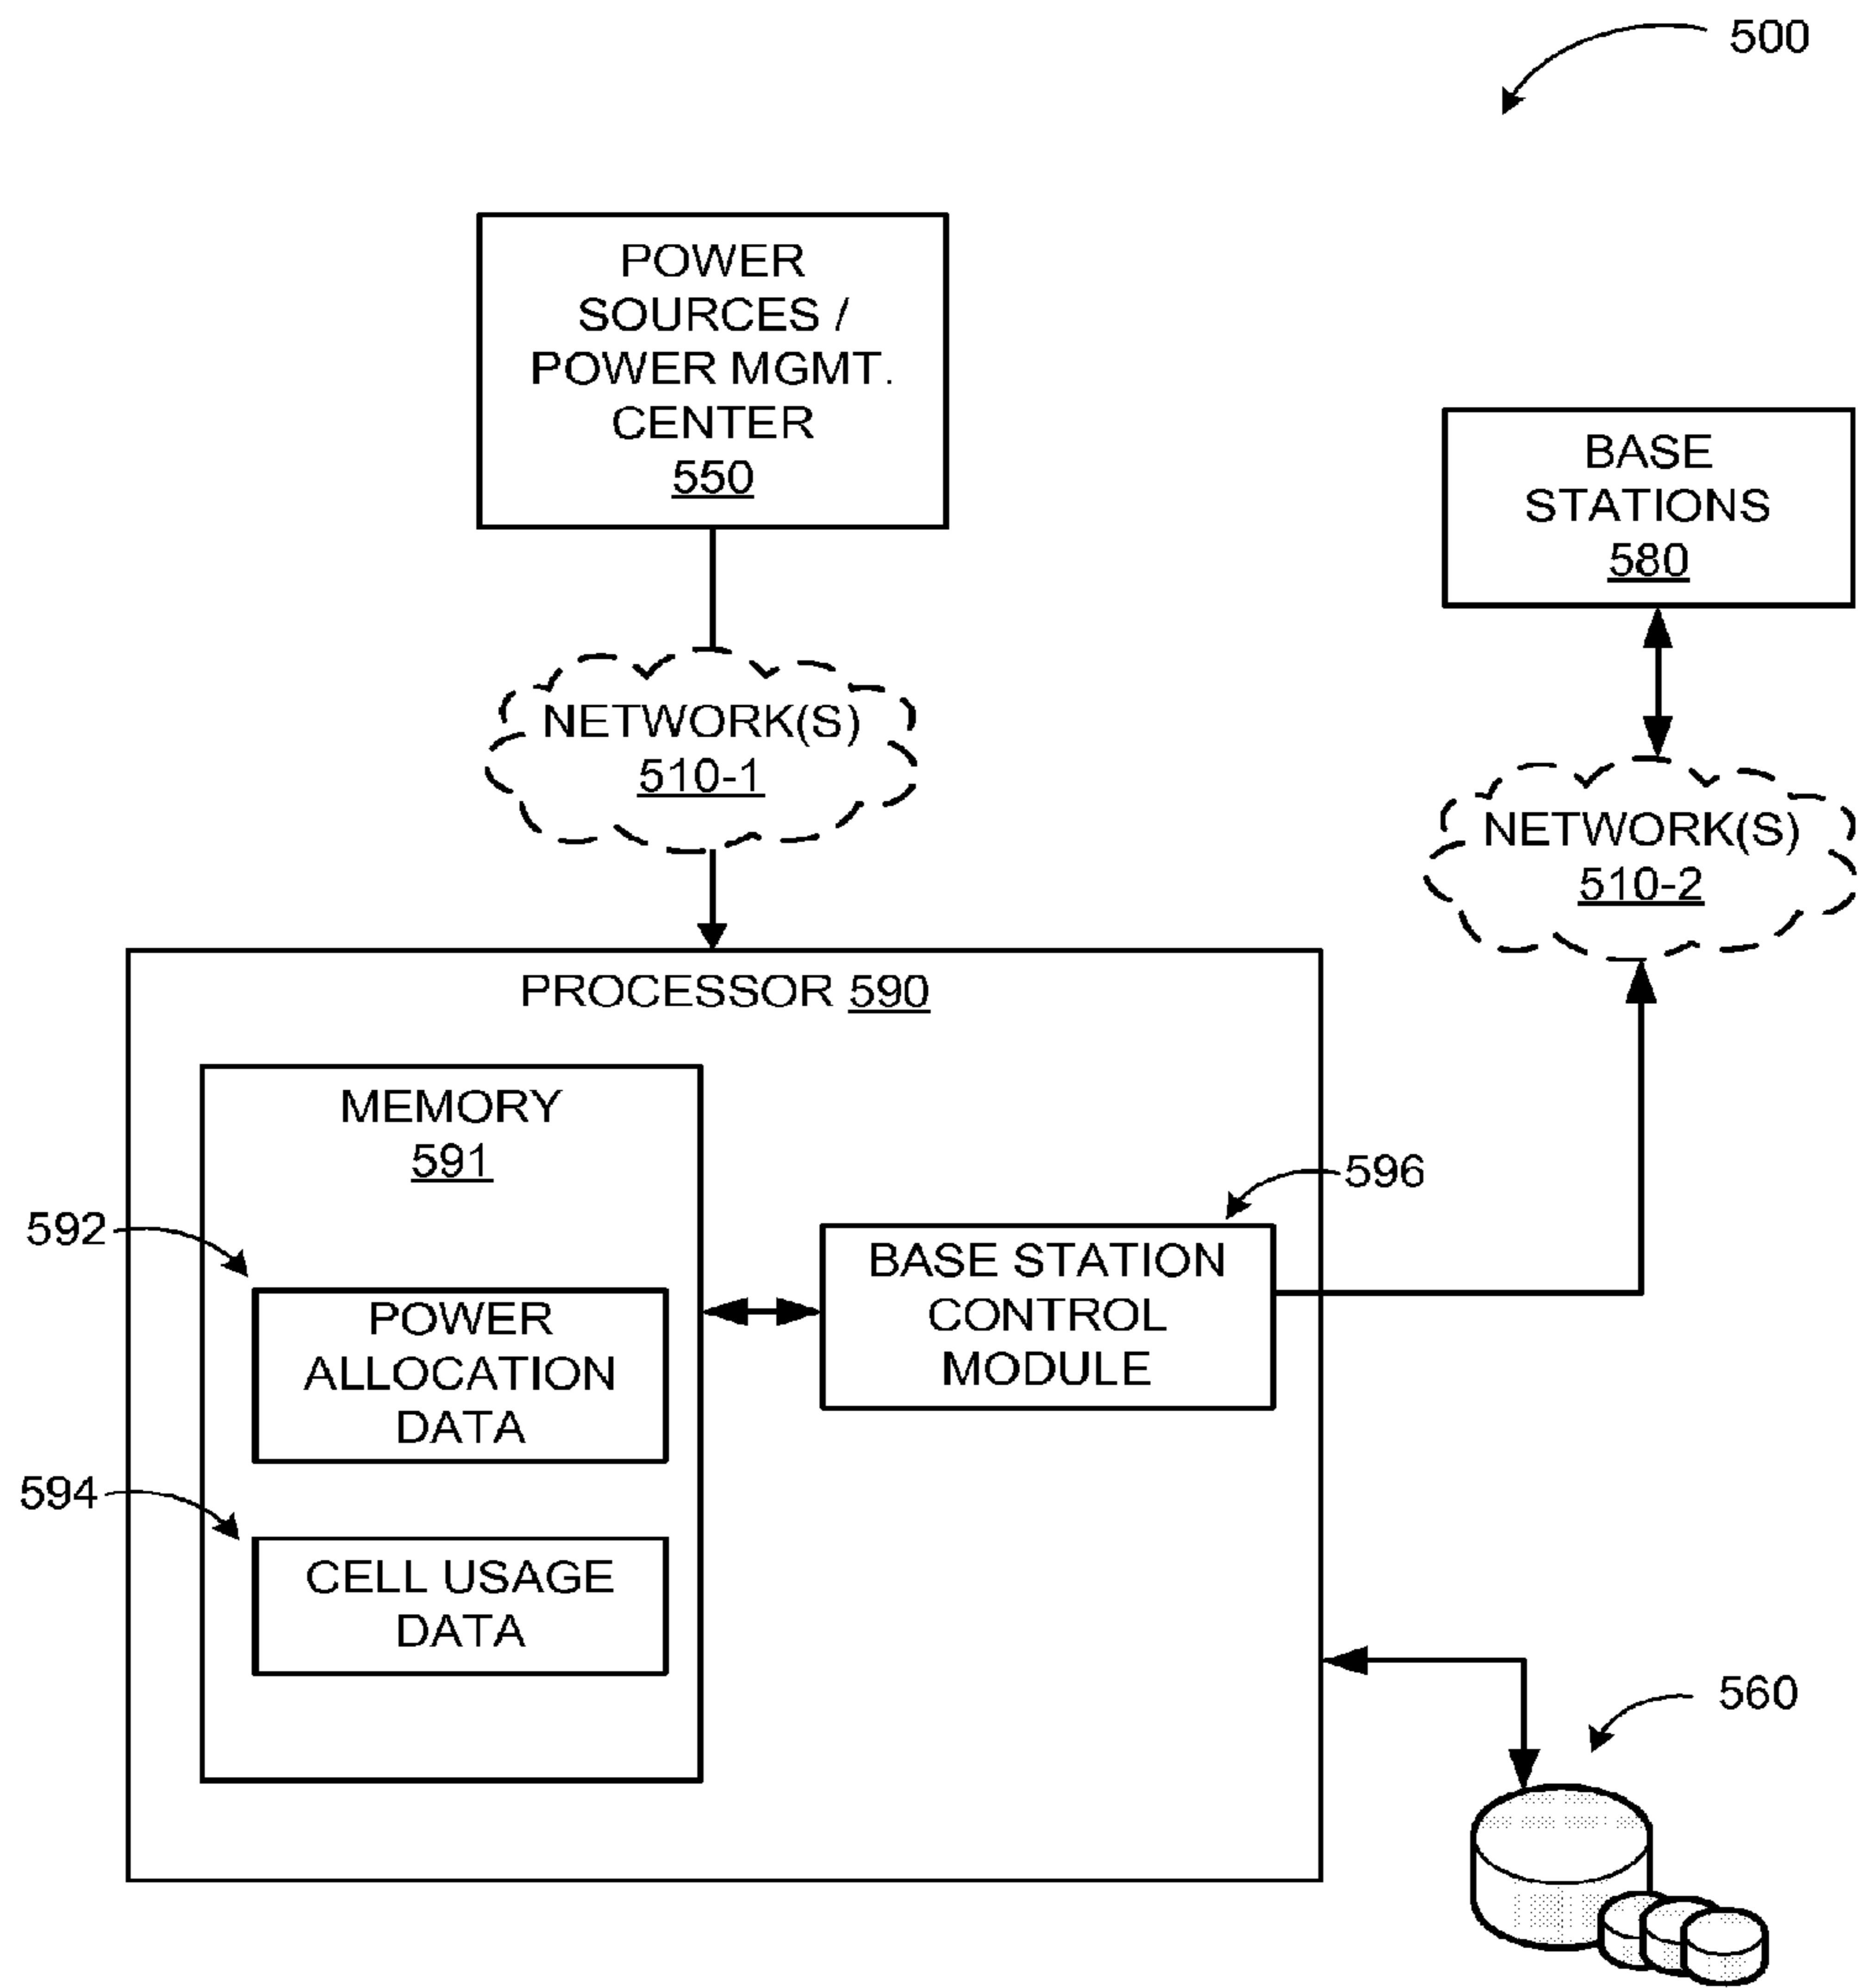 500
POWER
SOURCES /
POWER MGMT.
CENTER
550
BASE
STATIONS
580
NETWORK(S)
510-1
NETWORK(S)
510-2
PROCESSOR 590
MEMORY
591
596
592
BASE STATION
CONTROL
MODULE
POWER
ALLOCATION
DATA
594
CELL USAGE
DATA
560